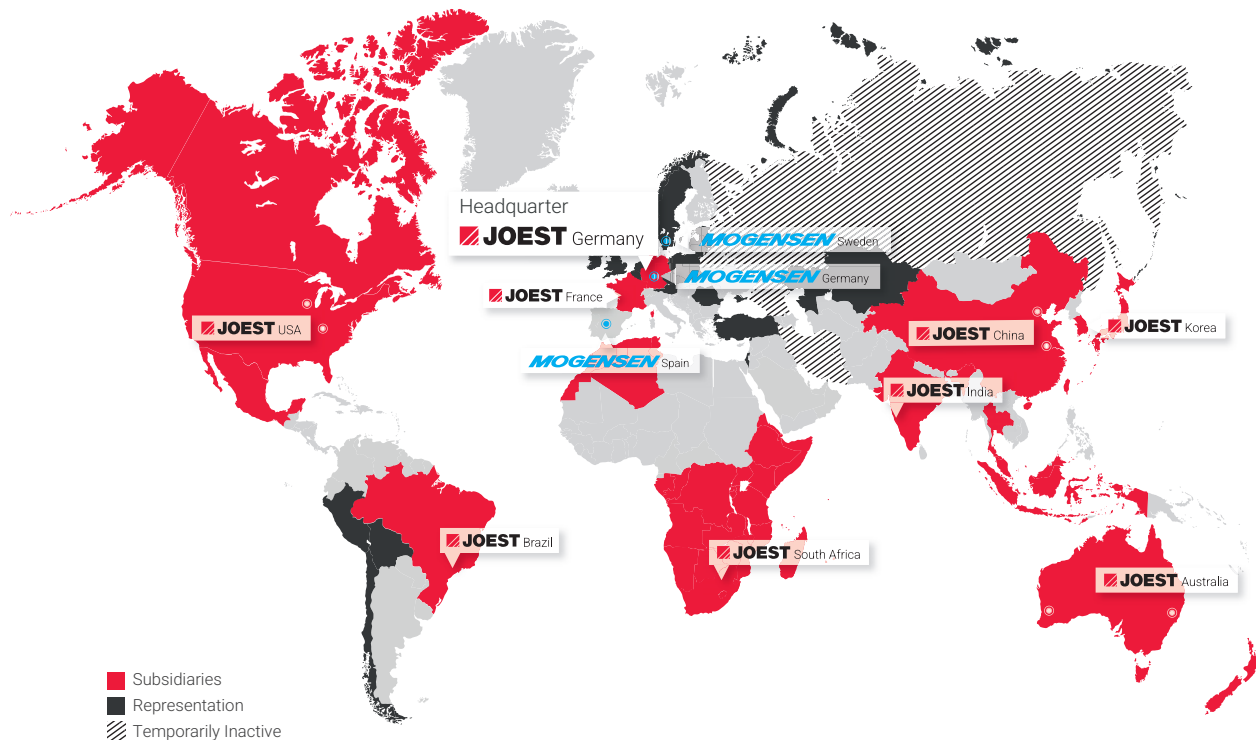 Headquarter
JOEST Germany
MOGENSEN Sweden
MOGENSEN Germany
JOEST France
JOEST USA
JOEST China
JOEST Korea
MOGENSEN Spain
JOEST India
JOEST Brazil
JOEST South Africa
JOEST Australia
Subsidiaries
Representation
Temporarily Inactive